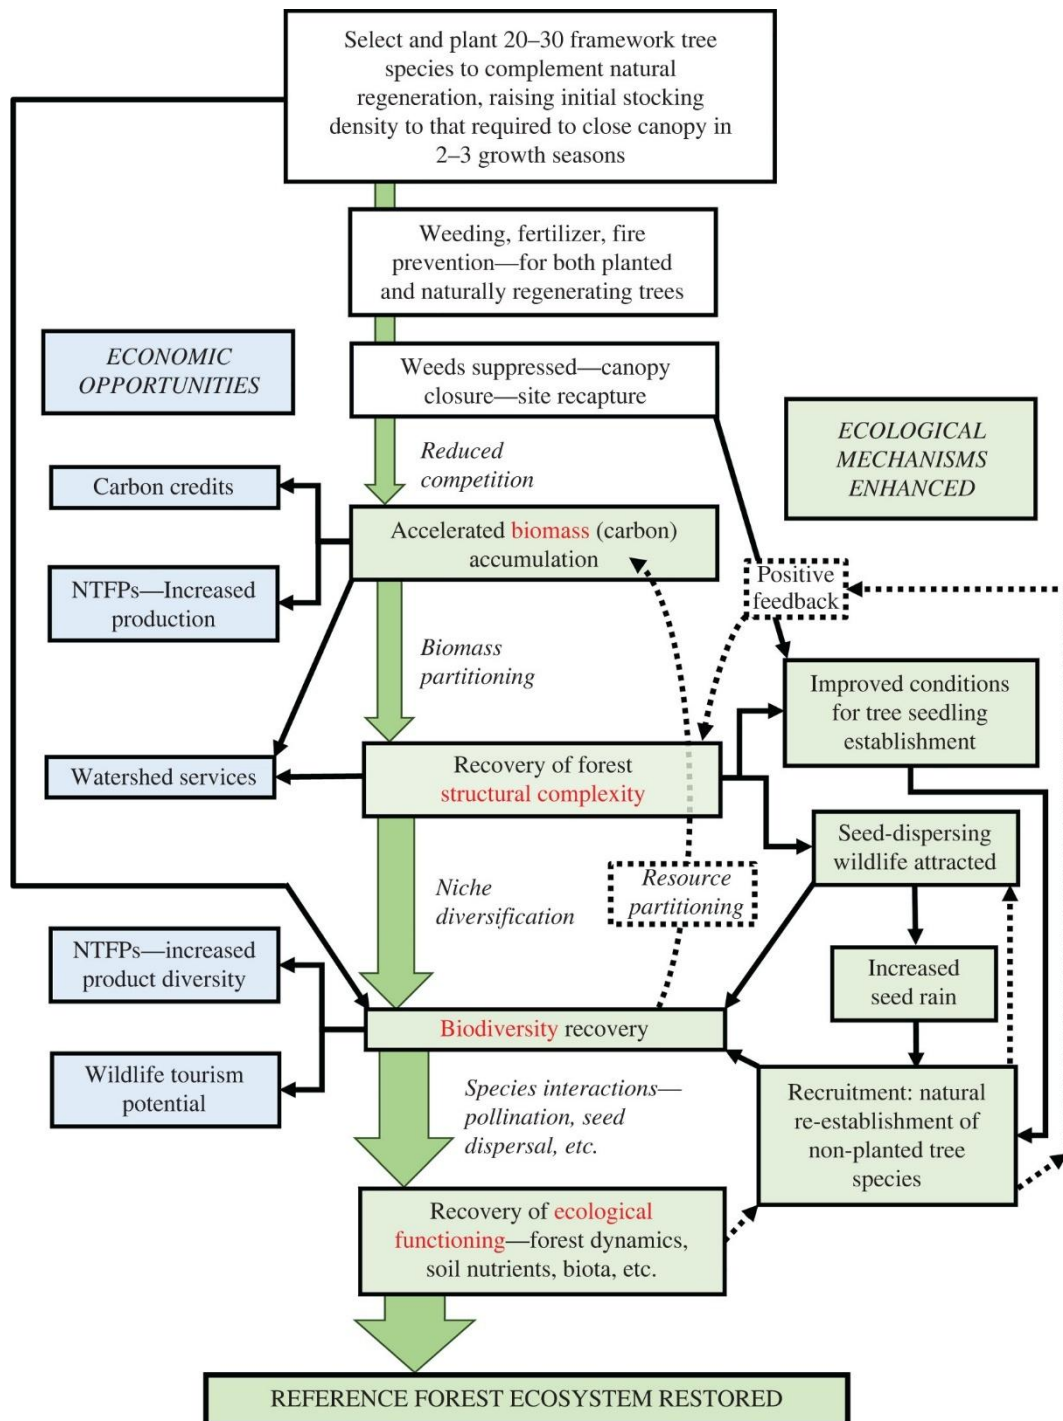 Select and plant 20–30 framework tree
species to complement natural
regeneration, raising initial stocking
density to that required to close canopy in
2–3 growth seasons
Weeding, fertilizer, fire
prevention—for both planted
and naturally regenerating trees
ECONOMIC
OPPORTUNITIES
Weeds suppressed—canopy
closure—site recapture
ECOLOGICAL
MECHANISMS
ENHANCED
Reduced
competition
Carbon credits
Accelerated biomass (carbon)
accumulation
NTFPs—Increased
production
Positive
feedback
Biomass
partitioning
Improved conditions
for tree seedling
establishment
Watershed services
Recovery of forest
structural complexity
Seed-dispersing
wildlife attracted
Resource
partitioning
Niche
diversification
NTFPs—increased
product diversity
Increased
seed rain
Biodiversity recovery
Wildlife tourism
potential
Species interactions—
pollination, seed
dispersal, etc.
Recruitment: natural
re-establishment of
non-planted tree
species
Recovery of ecological
functioning—forest dynamics,
soil nutrients, biota, etc.
REFERENCE FOREST ECOSYSTEM RESTORED